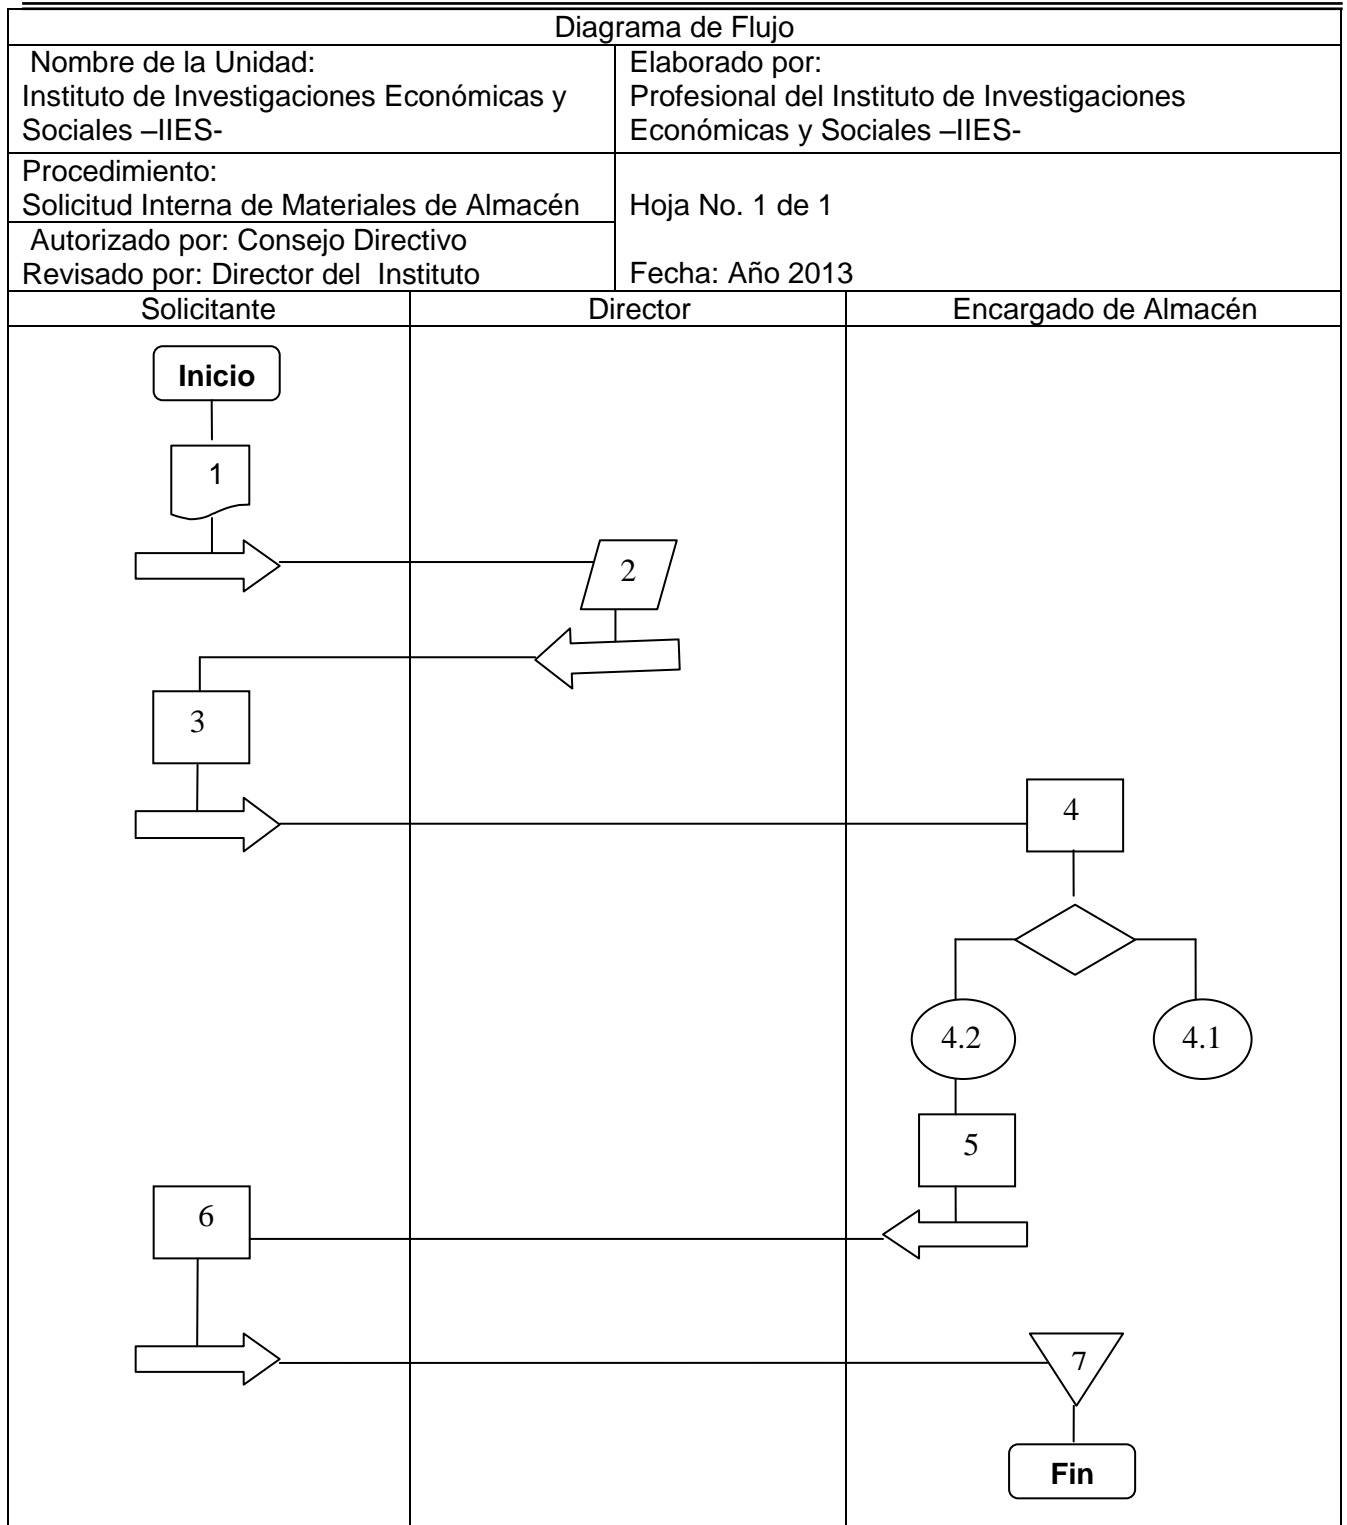 Diagrama de Flujo
Nombre de la Unidad:
Instituto de Investigaciones Económicas y
Sociales –IIES-
Elaborado por:
Profesional del Instituto de Investigaciones
Económicas y Sociales –IIES-
Procedimiento:
Solicitud Interna de Materiales de Almacén
Hoja No. 1 de 1
Autorizado por: Consejo Directivo
Revisado por: Director del Instituto
Fecha: Año 2013
Solicitante
Director
Encargado de Almacén
Inicio
1
2
3
4
4.2
4.1
5
6
7
Fin